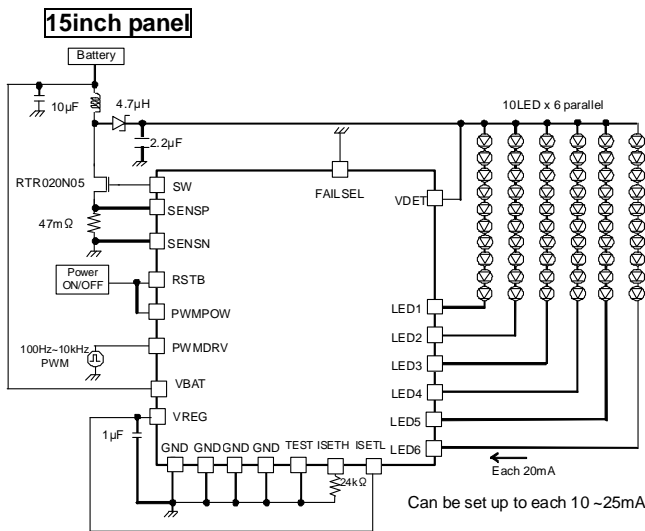 15inch panel
Battery
10µF
4.7µH
2.2µF
10LED x 6 parallel
RTR020N05
47mΩ
SW
FAILSEL
VDET
SENSP
SENSN
Power
ON/OFF
RSTB
PWMPOW
100Hz~10kHz
PWM
PWMDRV
VBAT
VREG
1µF
LED1
LED2
LED3
LED4
LED5
LED6
GND
GND
GND
GND
TEST
ISETH
ISETL
24kΩ
Each 20mA
Can be set up to each 10 ~25mA